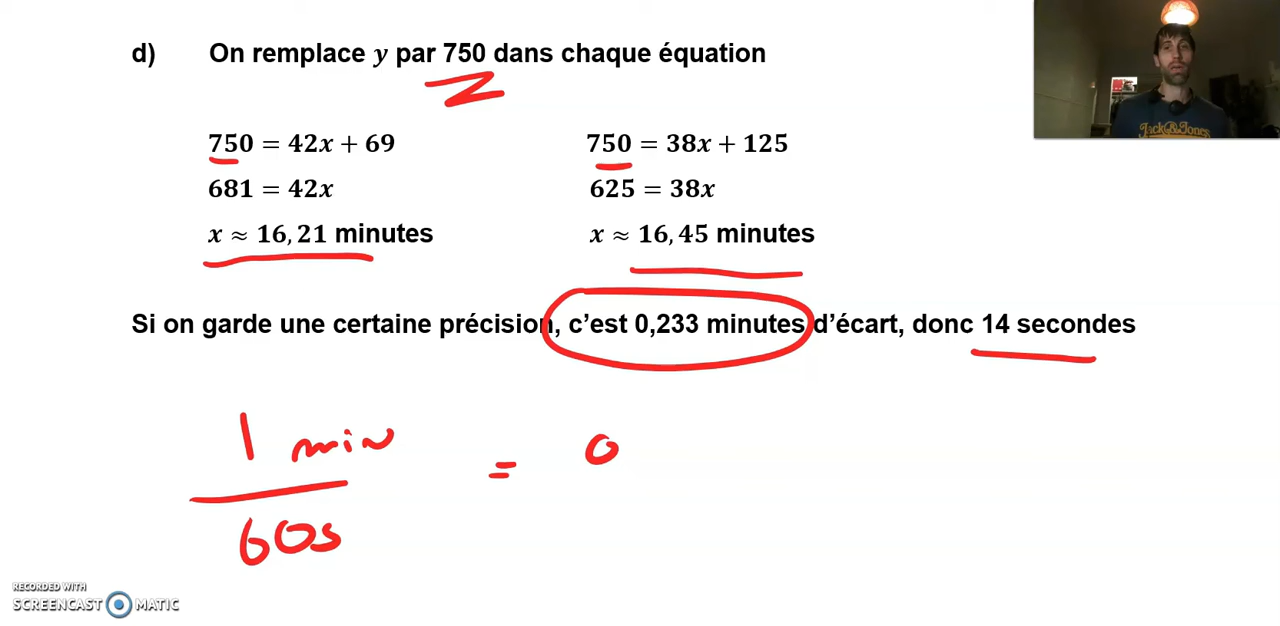 d) On remplace y par 750 dans chaque équation
750 = 42x + 69
681 = 42x
x ≈ 16,21 minutes
750 = 38x + 125
625 = 38x
x ≈ 16,45 minutes
Si on garde une certaine précision, c’est 0,233 minutes d’écart, donc 14 secondes
1 min
60s
= 0
Jack & Jones
RECORDED WITH
SCREENCAST MATIC